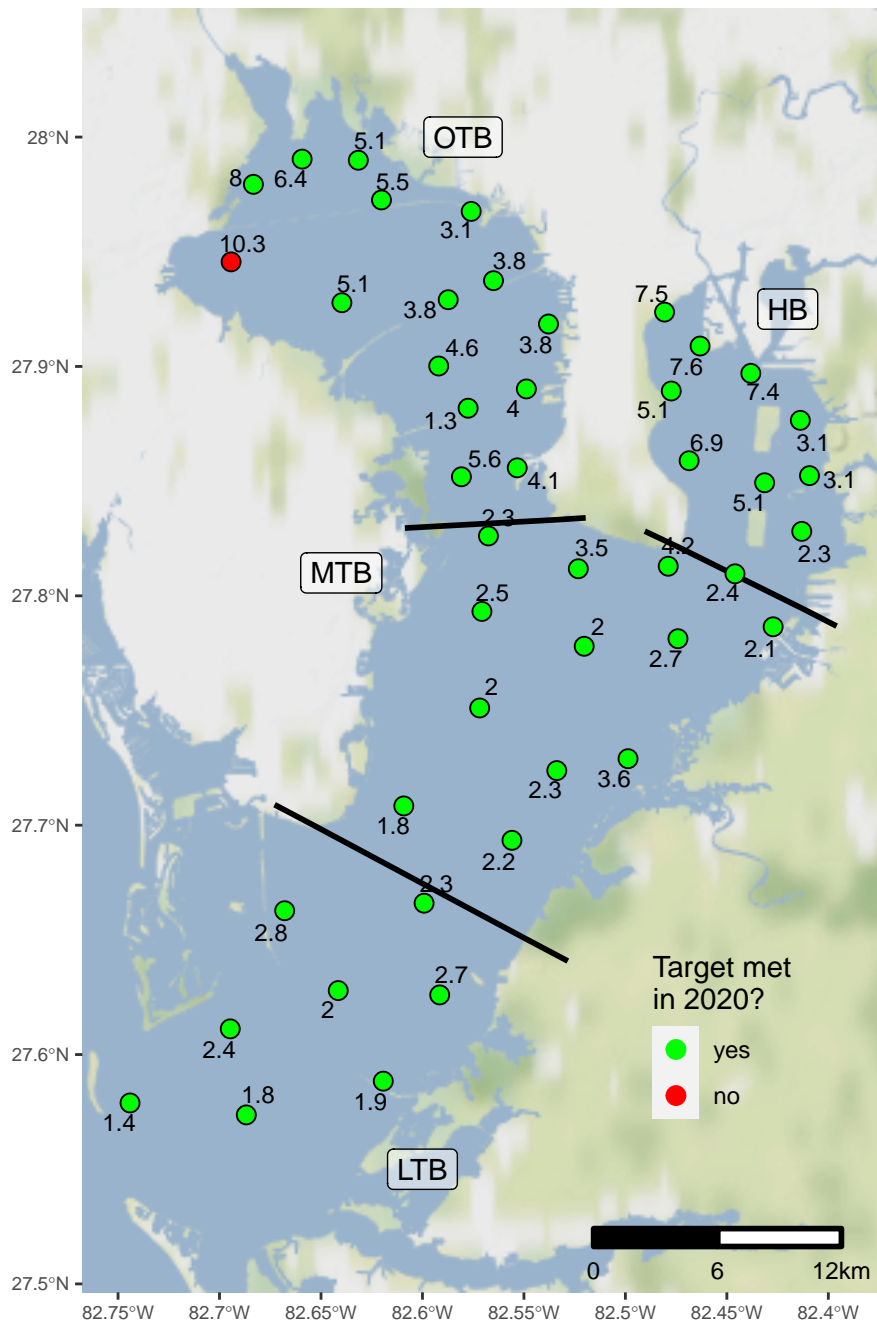 28°N
27.9°N
27.8°N
27.7°N
27.6°N
27.5°N
5.1
OTB
8
6.4
5.5
3.1
10.3
3.8
5.1
3.8
7.5
HB
3.8
4.6
7.6
7.4
4
5.1
1.3
6.9
3.1
5.6
4.1
3.1
5.1
2.3
2.3
3.5
4.2
MTB
2.5
2.4
2
2.7
2.1
2
2.3
3.6
1.8
2.2
2.3
2.8
2.7
Target met
in 2020?
2
yes
2.4
no
1.8
1.9
1.4
LTB
0 6 12km
82.75°W 82.7°W 82.65°W 82.6°W 82.55°W 82.5°W 82.45°W 82.4°W